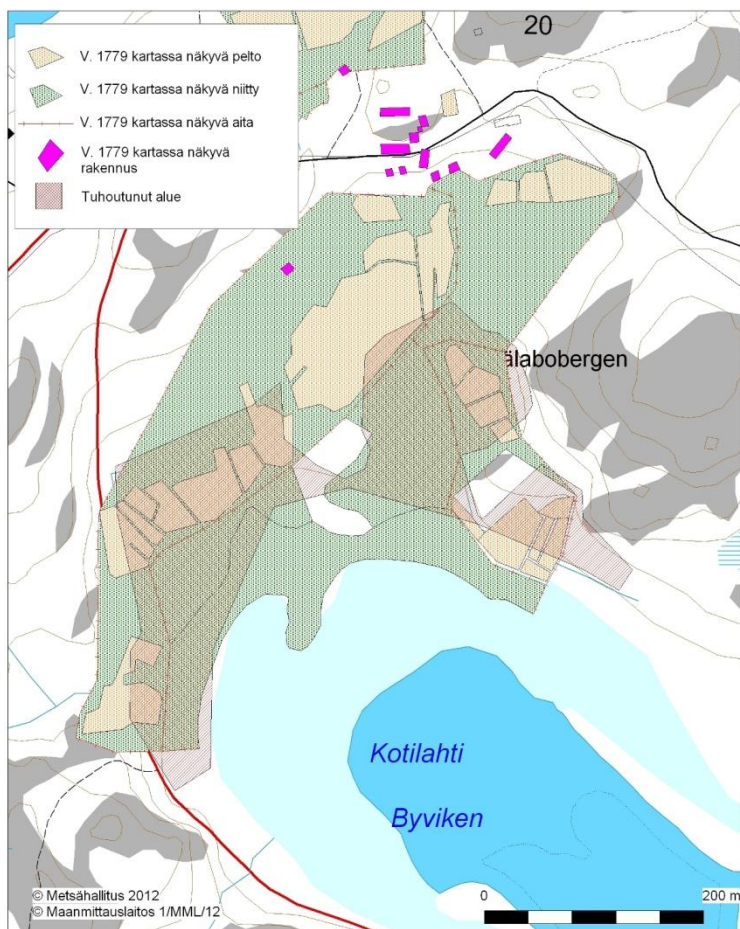 V. 1779 kartassa näkyvä pelto
V. 1779 kartassa näkyvä niitty
V. 1779 kartassa näkyvä aita
V. 1779 kartassa näkyvä
rakennus
Tuhoutunut alue
20
älabobergen
Kotilahti
Byviken
© Metsähallitus 2012
© Maanmittauslaitos 1/MML/12
0 200 m